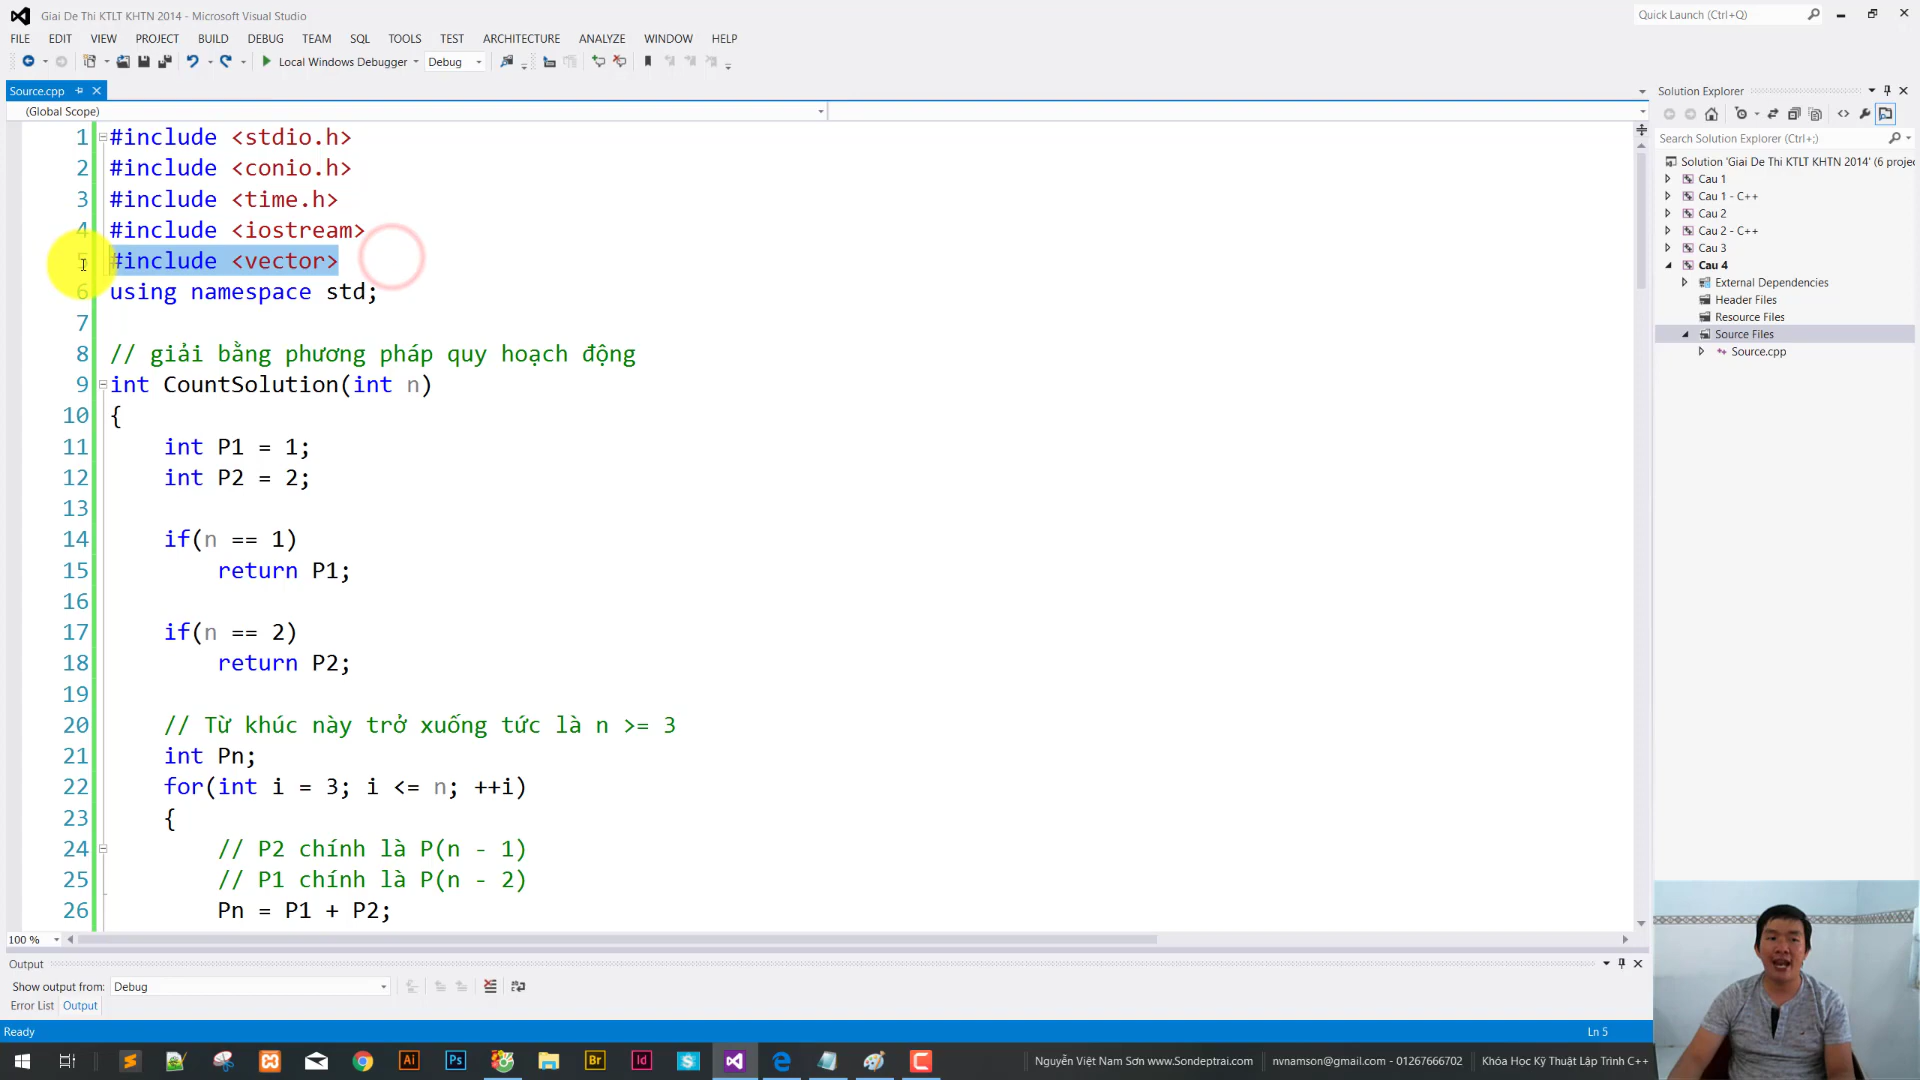 Giai De Thi KTLT KHTN 2014 - Microsoft Visual Studio
Quick Launch (Ctrl+Q)
FILE EDIT VIEW PROJECT BUILD DEBUG TEAM SQL TOOLS TEST ARCHITECTURE ANALYZE WINDOW HELP
Local Windows Debugger Debug
Source.cpp
(Global Scope)
1 #include <stdio.h>
2 #include <conio.h>
3 #include <time.h>
4 #include <iostream>
5 #include <vector>
6 using namespace std;
7
8 // giải bằng phương pháp quy hoạch động
9 int CountSolution(int n)
10 {
11 int P1 = 1;
12 int P2 = 2;
13
14 if(n == 1)
15 return P1;
16
17 if(n == 2)
18 return P2;
19
20 // Từ khúc này trở xuống tức là n >= 3
21 int Pn;
22 for(int i = 3; i <= n; ++i)
23 {
24 // P2 chính là P(n - 1)
25 // P1 chính là P(n - 2)
26 Pn = P1 + P2;
100 %
Solution Explorer
Search Solution Explorer (Ctrl+;)
Solution 'Giai De Thi KTLT KHTN 2014' (6 projec
Cau 1
Cau 1 - C++
Cau 2
Cau 2 - C++
Cau 3
Cau 4
External Dependencies
Header Files
Resource Files
Source Files
Source.cpp
Output
Show output from: Debug
Error List Output
Ready
Ln 5
Ai Ps Br Id
Nguyễn Việt Nam Sơn www.Sondeptrai.com nvnamson@gmail.com - 01267666702 Khóa Học Kỹ Thuật Lập Trình C++